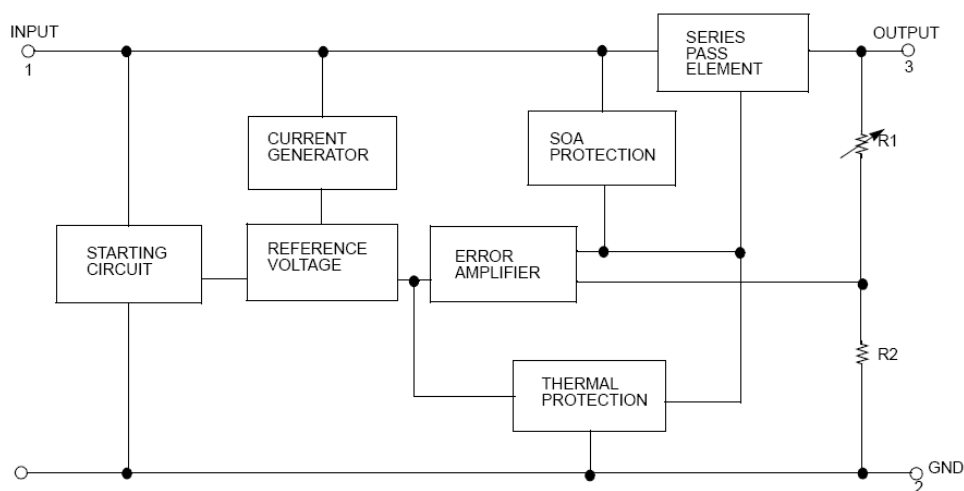 INPUT
1
SERIES
PASS
ELEMENT
OUTPUT
3
CURRENT
GENERATOR
SOA
PROTECTION
R1
STARTING
CIRCUIT
REFERENCE
VOLTAGE
ERROR
AMPLIFIER
THERMAL
PROTECTION
R2
GND
2